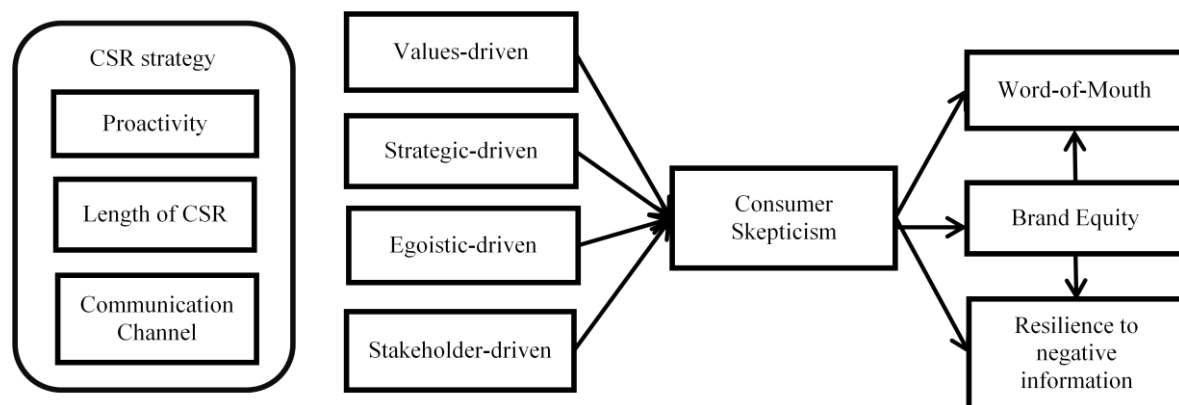 CSR strategy
Proactivity
Length of CSR
Communication
Channel
Values-driven
Strategic-driven
Egoistic-driven
Stakeholder-driven
Consumer
Skepticism
Word-of-Mouth
Brand Equity
Resilience to
negative
information